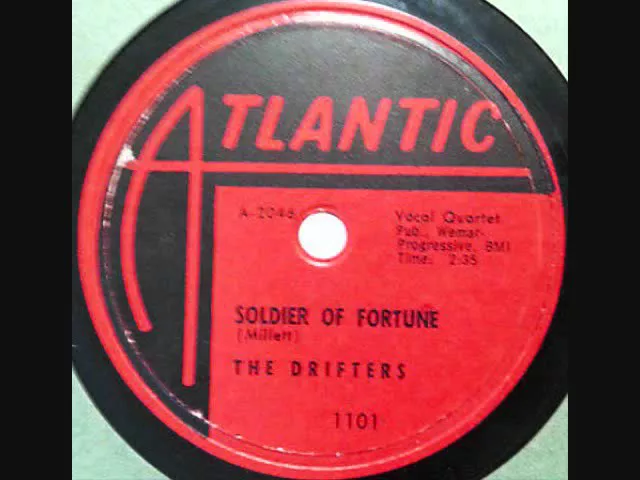 ATLANTIC
A-2046
Vocal Quartet
Pub., Wemar-
Progressive, BMI
Time: 2:35
SOLDIER OF FORTUNE
(Millett)
THE DRIFTERS
1101